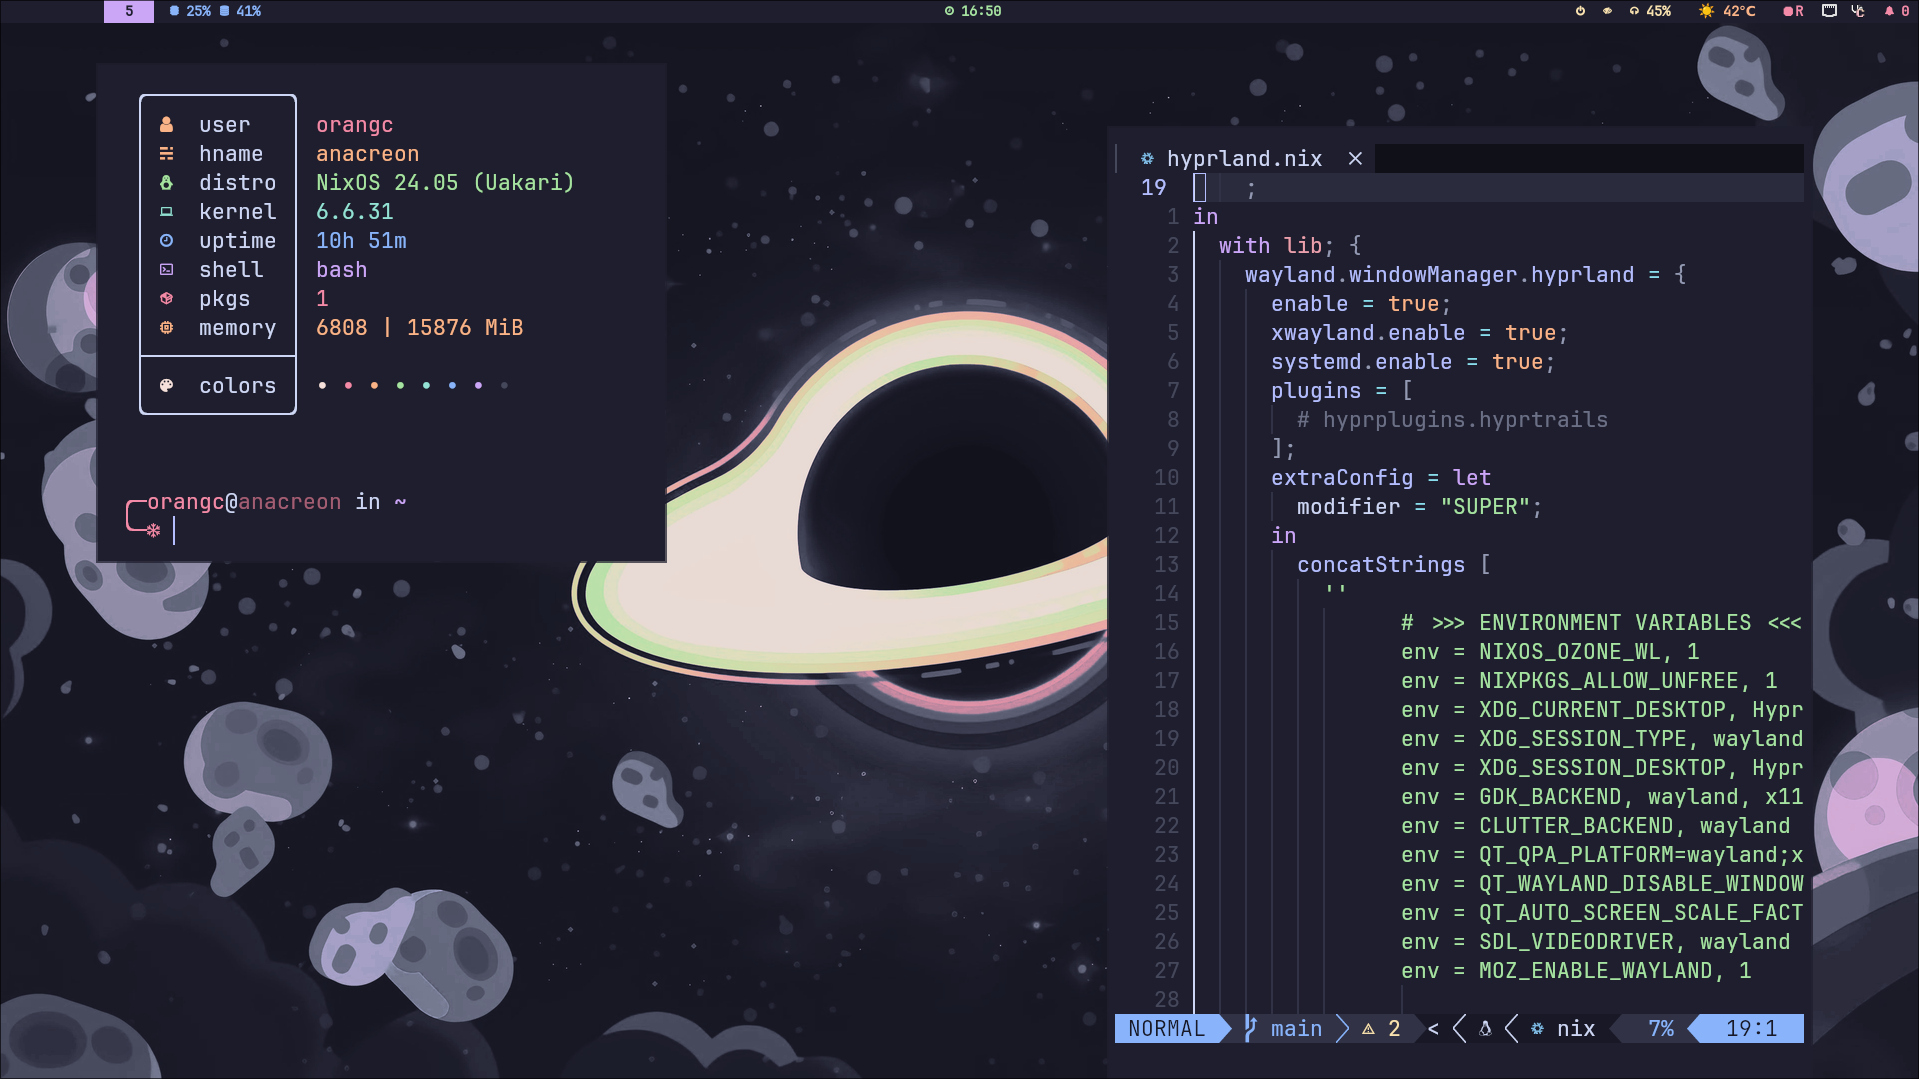 5 25% 41% 16:50 45% 42°C R 0
user orangc
hname anacreon
distro NixOS 24.05 (Uakari)
kernel 6.6.31
uptime 10h 51m
shell bash
pkgs 1
memory 6808 | 15876 MiB
colors
orangc@anacreon in ~
hyprland.nix ×
19 ;
1 in
2 with lib; {
3 wayland.windowManager.hyprland = {
4 enable = true;
5 xwayland.enable = true;
6 systemd.enable = true;
7 plugins = [
8 # hyprplugins.hyprtrails
9 ];
10 extraConfig = let
11 modifier = "SUPER";
12 in
13 concatStrings [
14 ''
15 # >>> ENVIRONMENT VARIABLES <<<
16 env = NIXOS_OZONE_WL, 1
17 env = NIXPKGS_ALLOW_UNFREE, 1
18 env = XDG_CURRENT_DESKTOP, Hypr
19 env = XDG_SESSION_TYPE, wayland
20 env = XDG_SESSION_DESKTOP, Hypr
21 env = GDK_BACKEND, wayland, x11
22 env = CLUTTER_BACKEND, wayland
23 env = QT_QPA_PLATFORM=wayland;x
24 env = QT_WAYLAND_DISABLE_WINDOW
25 env = QT_AUTO_SCREEN_SCALE_FACT
26 env = SDL_VIDEODRIVER, wayland
27 env = MOZ_ENABLE_WAYLAND, 1
28
NORMAL main 2 < nix 7% 19:1